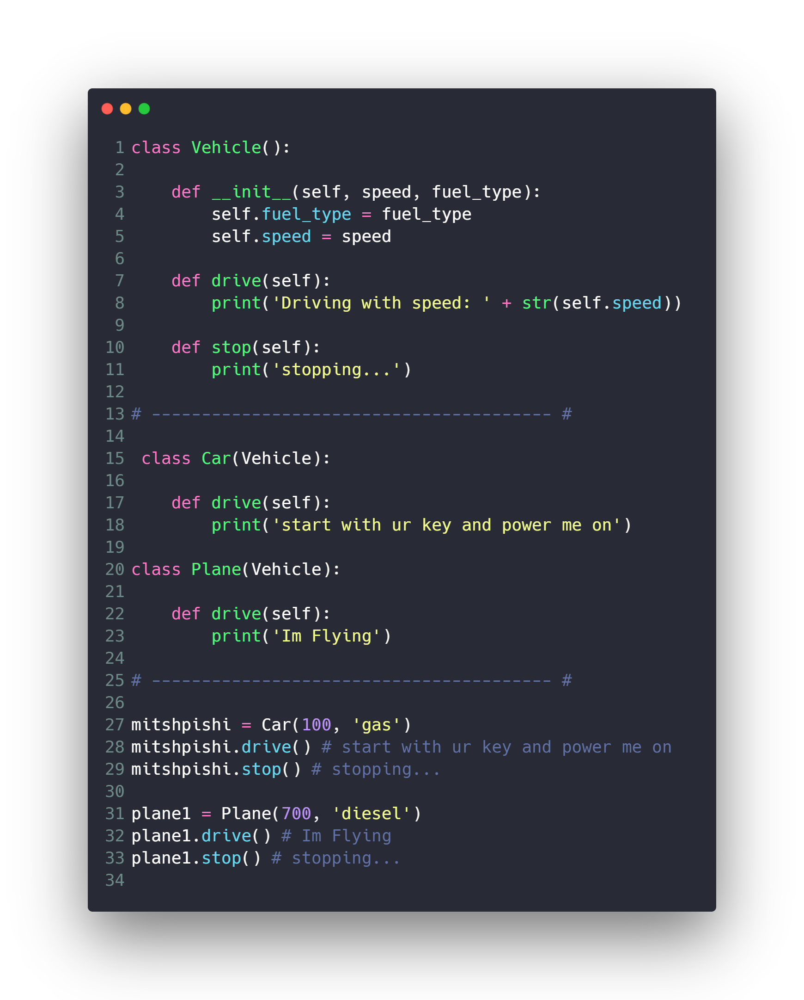 1 class Vehicle():
2
3     def __init__(self, speed, fuel_type):
4         self.fuel_type = fuel_type
5         self.speed = speed
6
7     def drive(self):
8         print('Driving with speed: ' + str(self.speed))
9
10     def stop(self):
11         print('stopping...')
12
13 # ---------------------------------------- #
14
15  class Car(Vehicle):
16
17     def drive(self):
18         print('start with ur key and power me on')
19
20 class Plane(Vehicle):
21
22     def drive(self):
23         print('Im Flying')
24
25 # ---------------------------------------- #
26
27 mitshpishi = Car(100, 'gas')
28 mitshpishi.drive() # start with ur key and power me on
29 mitshpishi.stop() # stopping...
30
31 plane1 = Plane(700, 'diesel')
32 plane1.drive() # Im Flying
33 plane1.stop() # stopping...
34